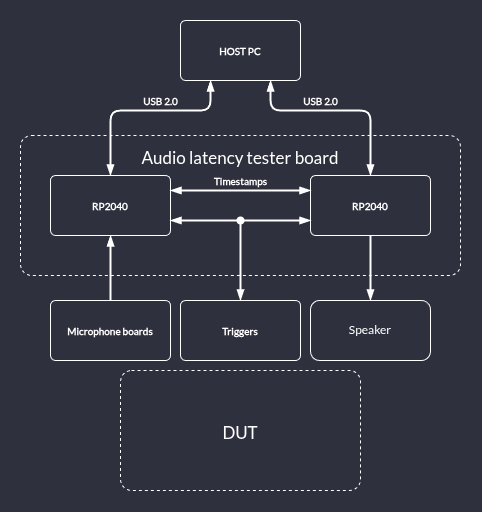 HOST PC
USB 2.0
USB 2.0
Audio latency tester board
Timestamps
RP2040
RP2040
Microphone boards
Triggers
Speaker
DUT